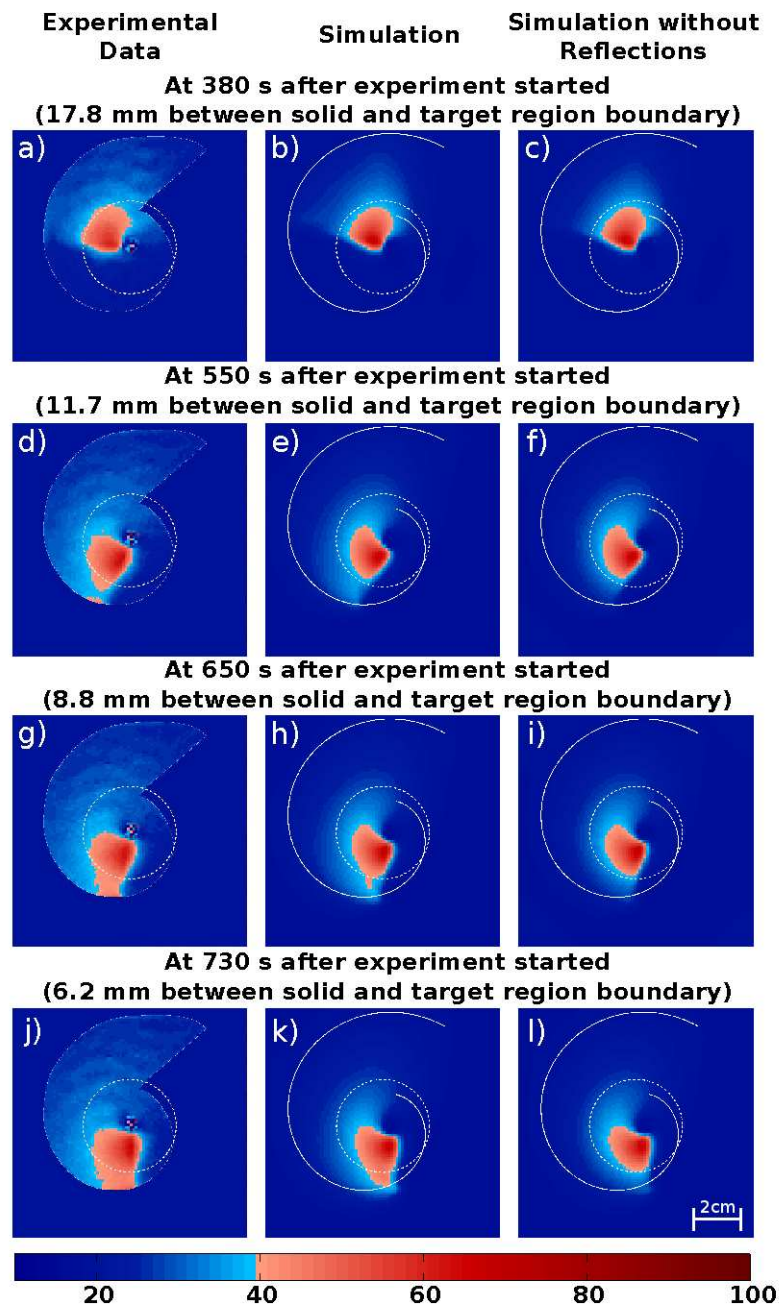 Experimental Data
Simulation
Simulation without Reflections
At 380 s after experiment started
(17.8 mm between solid and target region boundary)
a) b) c)
At 550 s after experiment started
(11.7 mm between solid and target region boundary)
d) e) f)
At 650 s after experiment started
(8.8 mm between solid and target region boundary)
g) h) i)
At 730 s after experiment started
(6.2 mm between solid and target region boundary)
j) k) l)
2cm
20 40 60 80 100